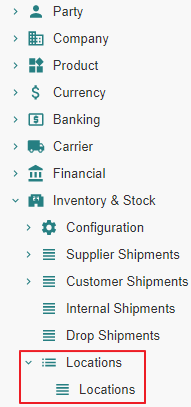 Party
Company
Product
Currency
Banking
Carrier
Financial
Inventory & Stock
Configuration
Supplier Shipments
Customer Shipments
Internal Shipments
Drop Shipments
Locations
Locations